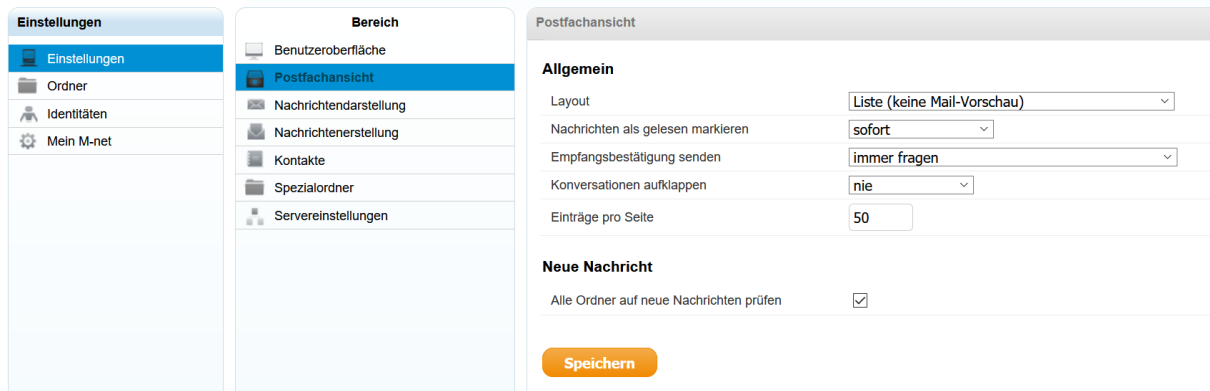 Einstellungen
Einstellungen
Ordner
Identitäten
Mein M-net
Bereich
Benutzeroberfläche
Postfachansicht
Nachrichtendarstellung
Nachrichtenerstellung
Kontakte
Spezialordner
Servereinstellungen
Postfachansicht
Allgemein
Layout Liste (keine Mail-Vorschau)
Nachrichten als gelesen markieren sofort
Empfangsbestätigung senden immer fragen
Konversationen aufklappen nie
Einträge pro Seite 50
Neue Nachricht
Alle Ordner auf neue Nachrichten prüfen
Speichern